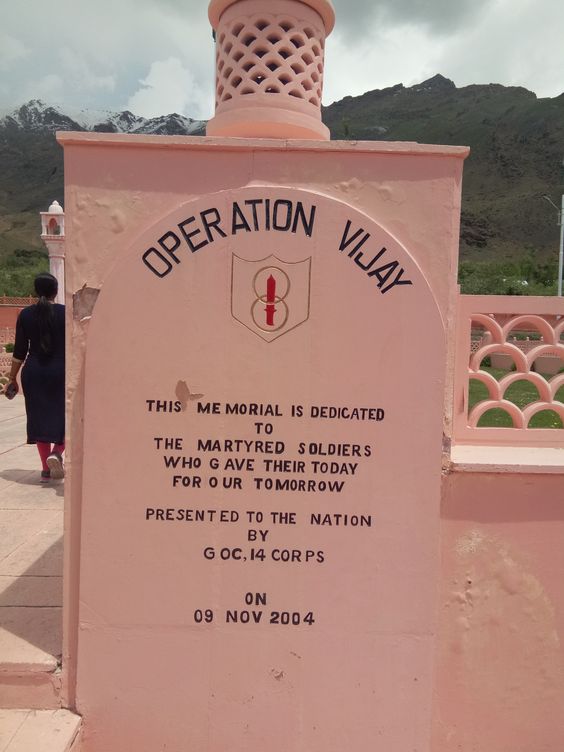 OPERATION VIJAY
THIS MEMORIAL IS DEDICATED
TO
THE MARTYRED SOLDIERS
WHO GAVE THEIR TODAY
FOR OUR TOMORROW
PRESENTED TO THE NATION
BY
GOC, 14 CORPS
ON
09 NOV 2004